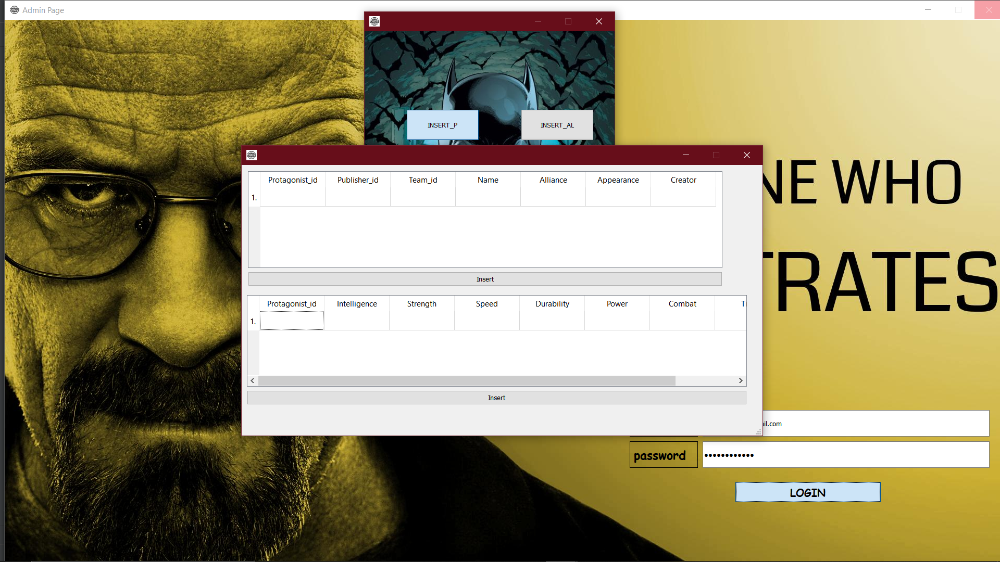 Admin Page
INSERT_P INSERT_AL
NE WHO
TRATES
Protagonist_id Publisher_id Team_id Name Alliance Appearance Creator
1.
Insert
Protagonist_id Intelligence Strength Speed Durability Power Combat Ti
1.
Insert
ail.com
password ••••••••••••
LOGIN